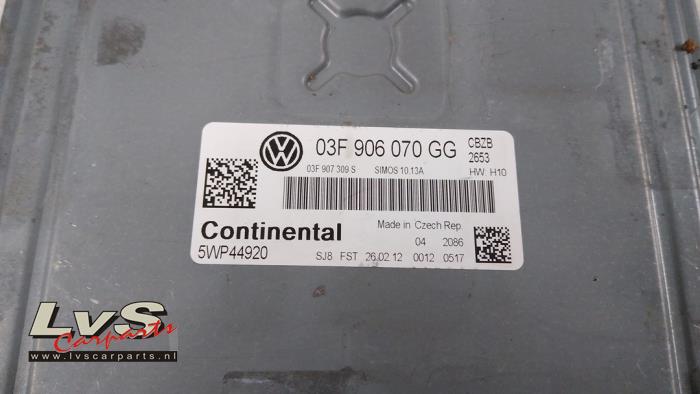 03F 906 070 GG
CBZB
2653
03F 907 309 S
SIMOS 10.13A
HW: H10
Continental
Made in Czech Rep.
5WP44920
04 2086
SJ8 FST 26.02.12 0012 0517
LvS
Carparts
www.lvscarparts.nl